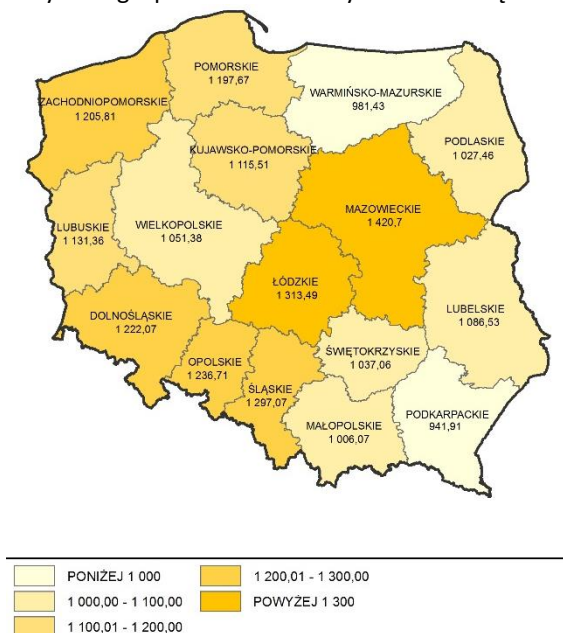 POMORSKIE
1 197,67
WARMIŃSKO-MAZURSKIE
981,43
ZACHODNIOPOMORSKIE
1 205,81
PODLASKIE
1 027,46
KUJAWSKO-POMORSKIE
1 115,51
MAZOWIECKIE
1 420,7
LUBUSKIE
1 131,36
WIELKOPOLSKIE
1 051,38
ŁÓDZKIE
1 313,49
LUBELSKIE
1 086,53
DOLNOŚLĄSKIE
1 222,07
ŚWIĘTOKRZYSKIE
1 037,06
OPOLSKIE
1 236,71
ŚLĄSKIE
1 297,07
PODKARPACKIE
941,91
MAŁOPOLSKIE
1 006,07
PONIŻEJ 1 000
1 000,00 - 1 100,00
1 100,01 - 1 200,00
1 200,01 - 1 300,00
POWYŻEJ 1 300